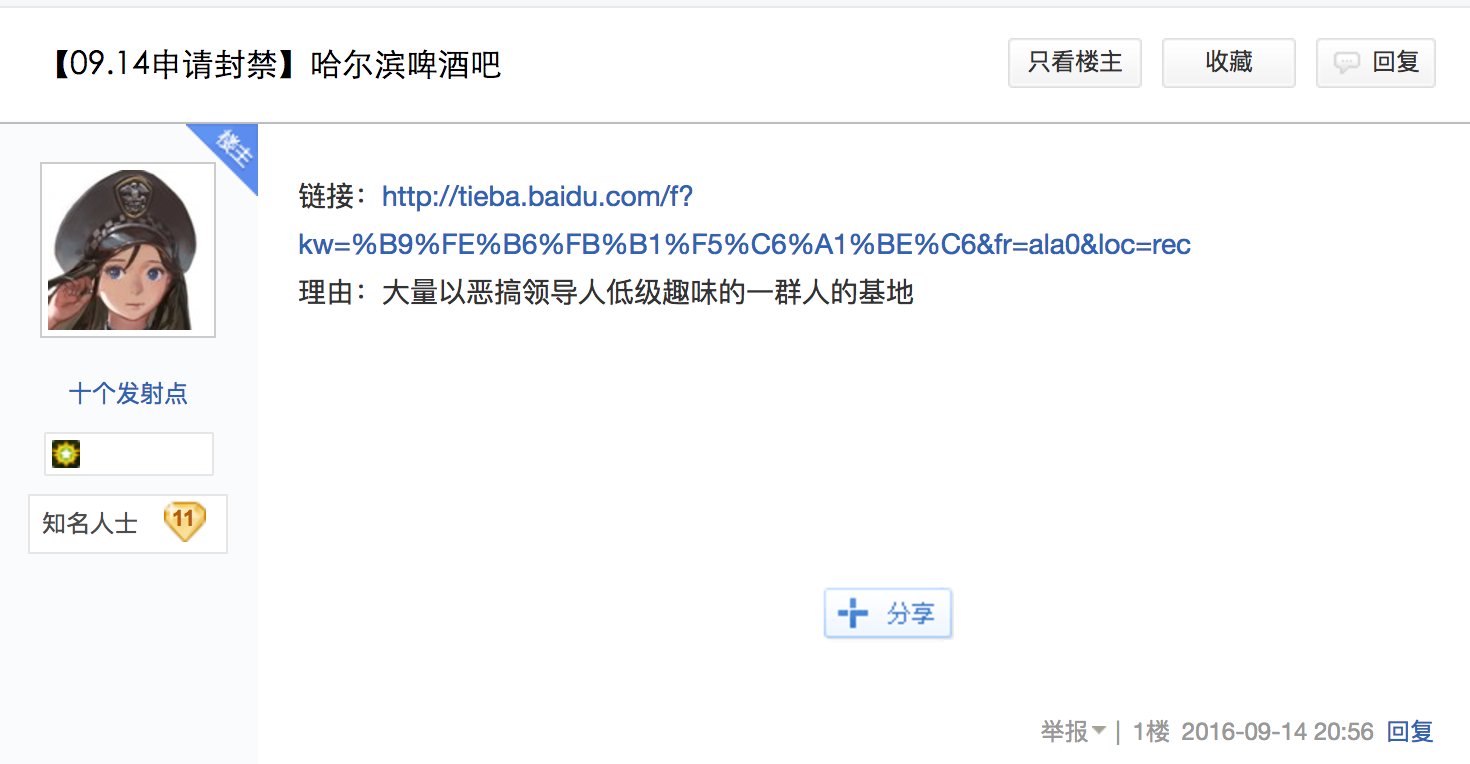 【09.14申请封禁】哈尔滨啤酒吧
只看楼主
收藏
回复
楼主
链接：http://tieba.baidu.com/f?
kw=%B9%FE%B6%FB%B1%F5%C6%A1%BE%C6&fr=ala0&loc=rec
理由：大量以恶搞领导人低级趣味的一群人的基地
十个发射点
知名人士 11
分享
举报 | 1楼 2016-09-14 20:56 回复